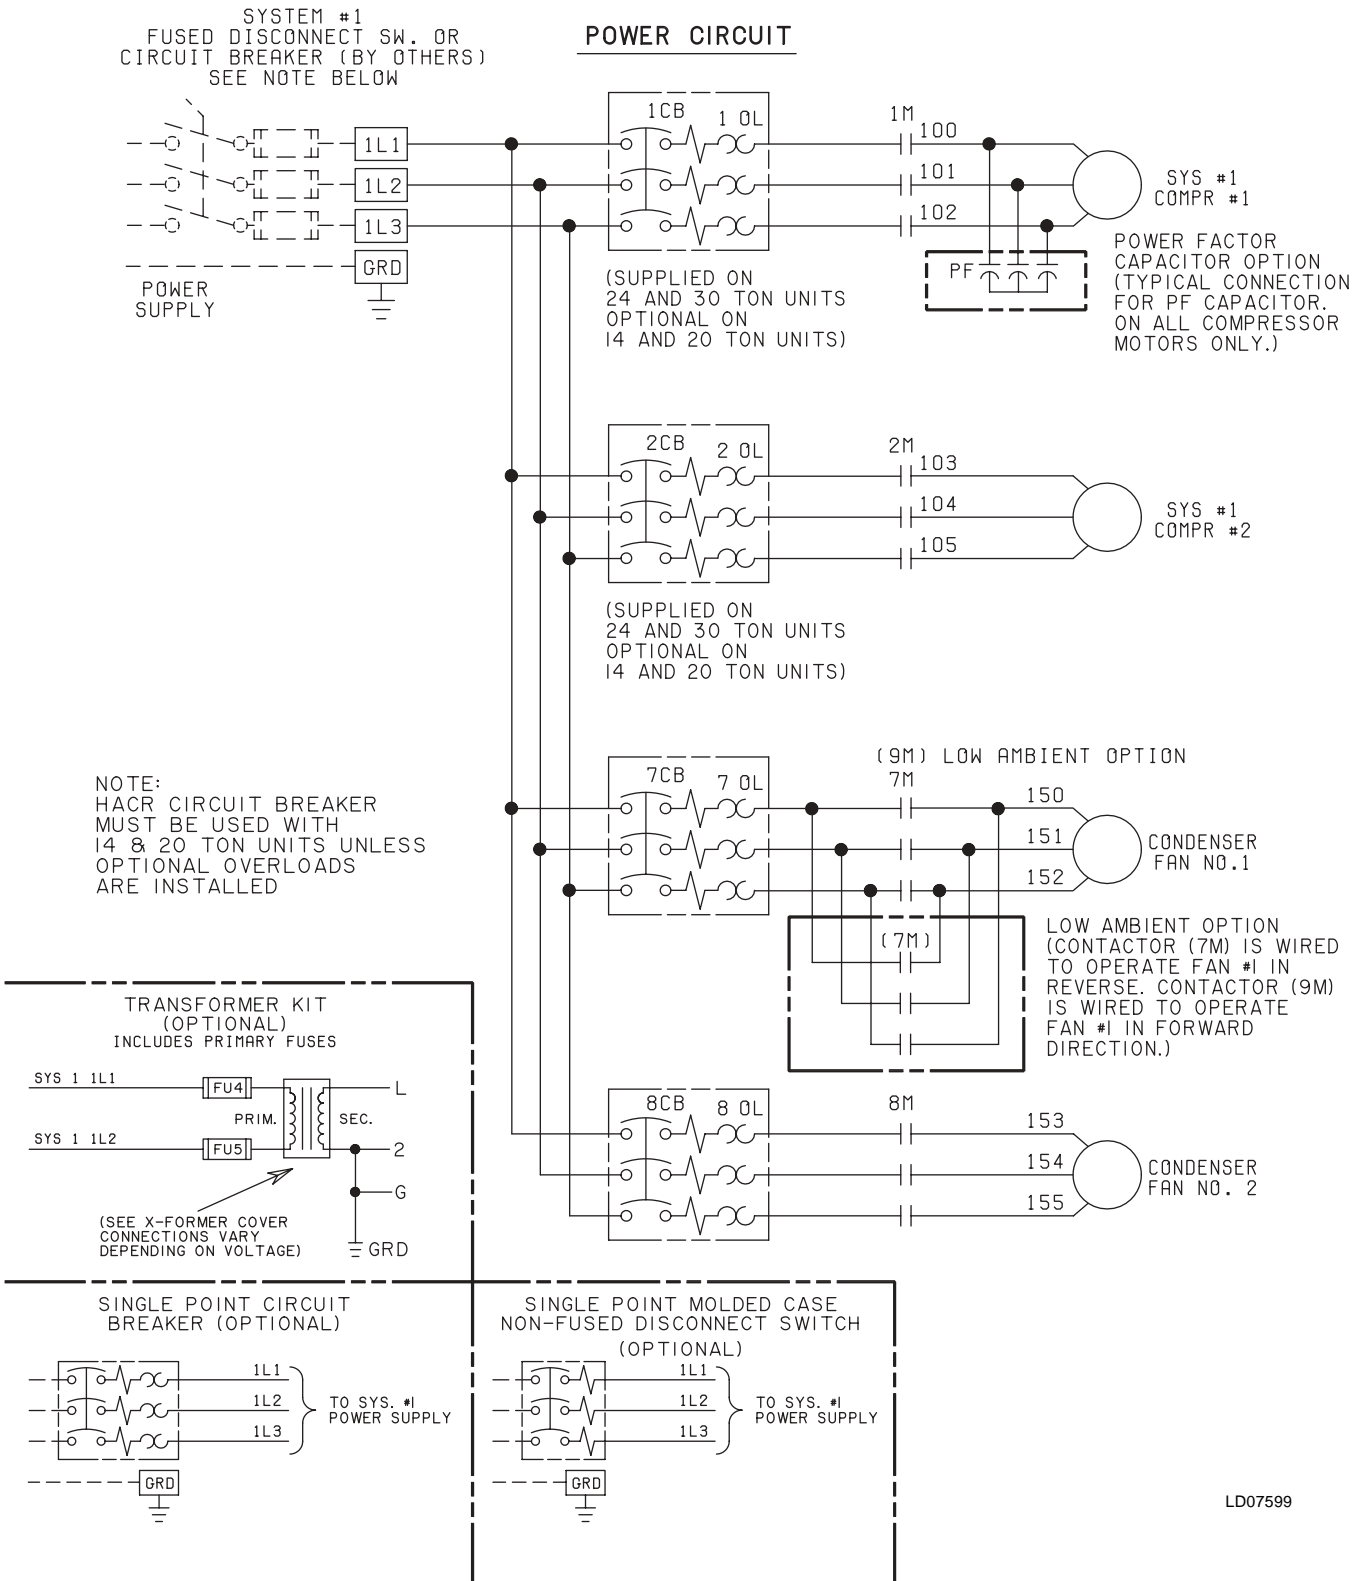 SYSTEM #1
FUSED DISCONNECT SW. OR
CIRCUIT BREAKER (BY OTHERS)
SEE NOTE BELOW
POWER CIRCUIT
1L1
1L2
1L3
GRD
POWER
SUPPLY
1CB
1 OL
1M
100
101
102
SYS #1
COMPR #1
PF
POWER FACTOR
CAPACITOR OPTION
(TYPICAL CONNECTION
FOR PF CAPACITOR.
ON ALL COMPRESSOR
MOTORS ONLY.)
(SUPPLIED ON
24 AND 30 TON UNITS
OPTIONAL ON
14 AND 20 TON UNITS)
2CB
2 OL
2M
103
104
105
SYS #1
COMPR #2
(SUPPLIED ON
24 AND 30 TON UNITS
OPTIONAL ON
14 AND 20 TON UNITS)
NOTE:
HACR CIRCUIT BREAKER
MUST BE USED WITH
14 & 20 TON UNITS UNLESS
OPTIONAL OVERLOADS
ARE INSTALLED
7CB
7 OL
(9M) LOW AMBIENT OPTION
7M
150
151
152
CONDENSER
FAN NO.1
(7M)
LOW AMBIENT OPTION
(CONTACTOR (7M) IS WIRED
TO OPERATE FAN #1 IN
REVERSE. CONTACTOR (9M)
IS WIRED TO OPERATE
FAN #1 IN FORWARD
DIRECTION.)
8CB
8 OL
8M
153
154
155
CONDENSER
FAN NO. 2
TRANSFORMER KIT
(OPTIONAL)
INCLUDES PRIMARY FUSES
SYS 1 1L1
FU4
L
PRIM.
SEC.
SYS 1 1L2
FU5
2
G
GRD
(SEE X-FORMER COVER
CONNECTIONS VARY
DEPENDING ON VOLTAGE)
SINGLE POINT CIRCUIT
BREAKER (OPTIONAL)
1L1
1L2
1L3
TO SYS. #1
POWER SUPPLY
GRD
SINGLE POINT MOLDED CASE
NON-FUSED DISCONNECT SWITCH
(OPTIONAL)
1L1
1L2
1L3
TO SYS. #1
POWER SUPPLY
GRD
LD07599